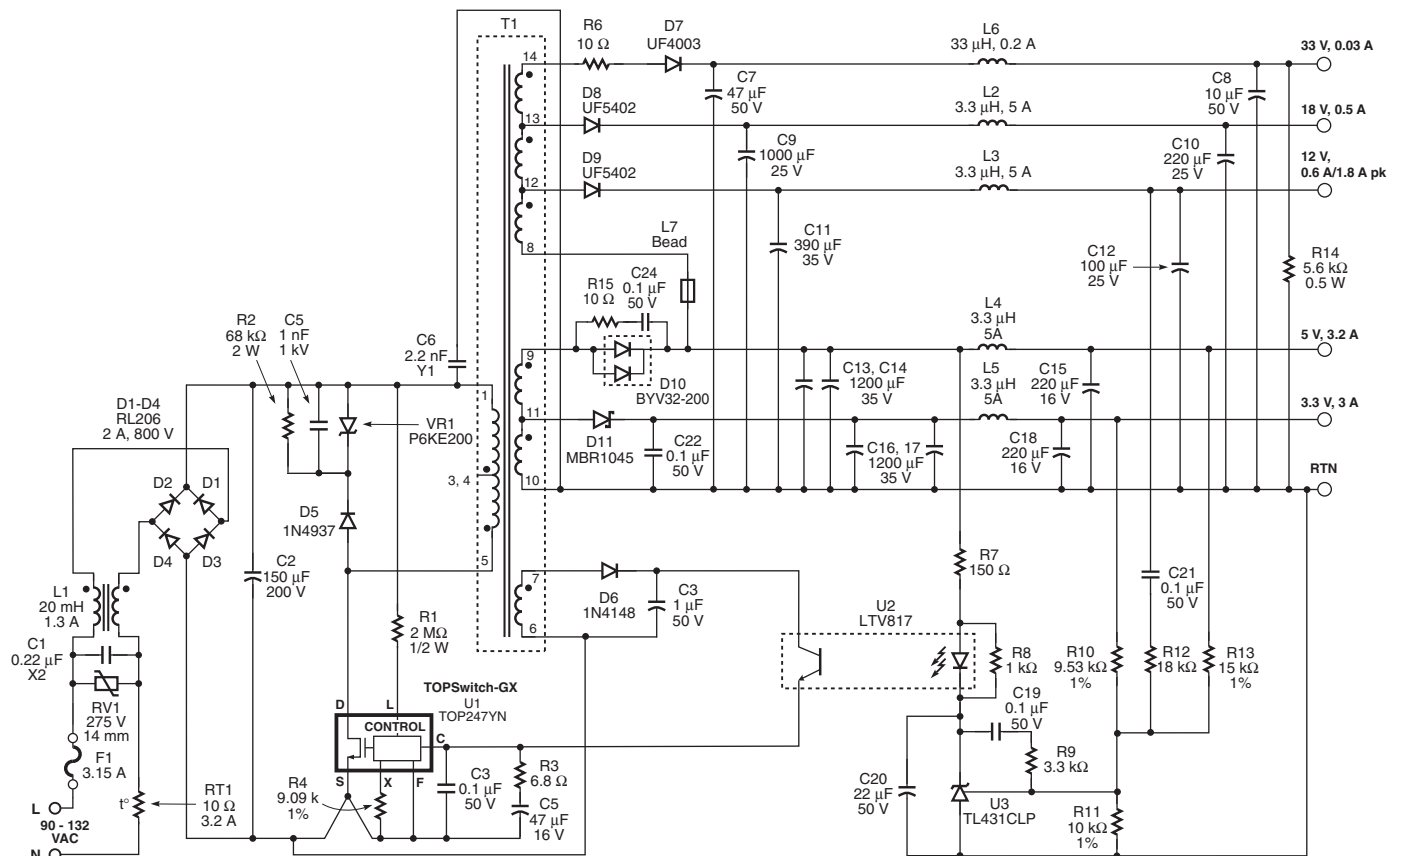 T1
R6
10 Ω
D7
UF4003
L6
33 µH, 0.2 A
33 V, 0.03 A
14
C7
47 µF
50 V
C8
10 µF
50 V
D8
UF5402
L2
3.3 µH, 5 A
18 V, 0.5 A
13
C9
1000 µF
25 V
C10
220 µF
25 V
D9
UF5402
L3
3.3 µH, 5 A
12 V,
0.6 A/1.8 A pk
12
L7
Bead
C11
390 µF
35 V
C12
100 µF
25 V
R14
5.6 kΩ
0.5 W
8
R15
10 Ω
C24
0.1 µF
50 V
L4
3.3 µH
5A
5 V, 3.2 A
R2
68 kΩ
2 W
C5
1 nF
1 kV
C6
2.2 nF
Y1
9
D10
BYV32-200
C13, C14
1200 µF
35 V
L5
3.3 µH
5A
C15
220 µF
16 V
3.3 V, 3 A
1
D1-D4
RL206
2 A, 800 V
VR1
P6KE200
11
D11
MBR1045
C22
0.1 µF
50 V
C16, 17
1200 µF
35 V
C18
220 µF
16 V
RTN
3, 4
10
D2
D1
D4
D3
D5
1N4937
5
C2
150 µF
200 V
7
D6
1N4148
C3
1 µF
50 V
R7
150 Ω
C21
0.1 µF
50 V
L1
20 mH
1.3 A
C1
0.22 µF
X2
R1
2 MΩ
1/2 W
6
U2
LTV817
R8
1 kΩ
R10
9.53 kΩ
1%
R12
18 kΩ
R13
15 kΩ
1%
RV1
275 V
14 mm
F1
3.15 A
TOPSwitch-GX
U1
TOP247YN
D
L
CONTROL
C
S
X
F
C19
0.1 µF
50 V
R9
3.3 kΩ
R4
9.09 k
1%
C3
0.1 µF
50 V
R3
6.8 Ω
C5
47 µF
16 V
C20
22 µF
50 V
U3
TL431CLP
R11
10 kΩ
1%
RT1
10 Ω
3.2 A
t°
L
90 - 132
VAC
N